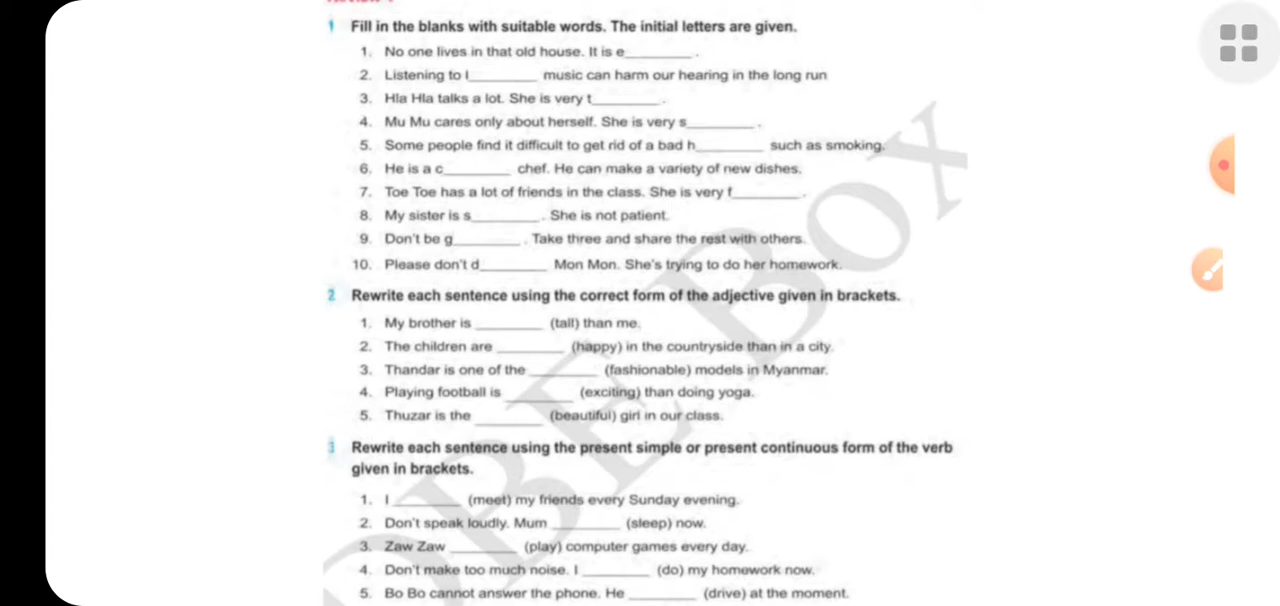 1 Fill in the blanks with suitable words. The initial letters are given.
1. No one lives in that old house. It is e________.
2. Listening to l________ music can harm our hearing in the long run
3. Hla Hla talks a lot. She is very t________.
4. Mu Mu cares only about herself. She is very s________.
5. Some people find it difficult to get rid of a bad h________ such as smoking.
6. He is a c________ chef. He can make a variety of new dishes.
7. Toe Toe has a lot of friends in the class. She is very f________.
8. My sister is s________. She is not patient.
9. Don't be g________. Take three and share the rest with others.
10. Please don't d________ Mon Mon. She's trying to do her homework.
2 Rewrite each sentence using the correct form of the adjective given in brackets.
1. My brother is ________ (tall) than me.
2. The children are ________ (happy) in the countryside than in a city.
3. Thandar is one of the ________ (fashionable) models in Myanmar.
4. Playing football is ________ (exciting) than doing yoga.
5. Thuzar is the ________ (beautiful) girl in our class.
3 Rewrite each sentence using the present simple or present continuous form of the verb
given in brackets.
1. I ________ (meet) my friends every Sunday evening.
2. Don't speak loudly. Mum ________ (sleep) now.
3. Zaw Zaw ________ (play) computer games every day.
4. Don't make too much noise. I ________ (do) my homework now.
5. Bo Bo cannot answer the phone. He ________ (drive) at the moment.
OBE BOX